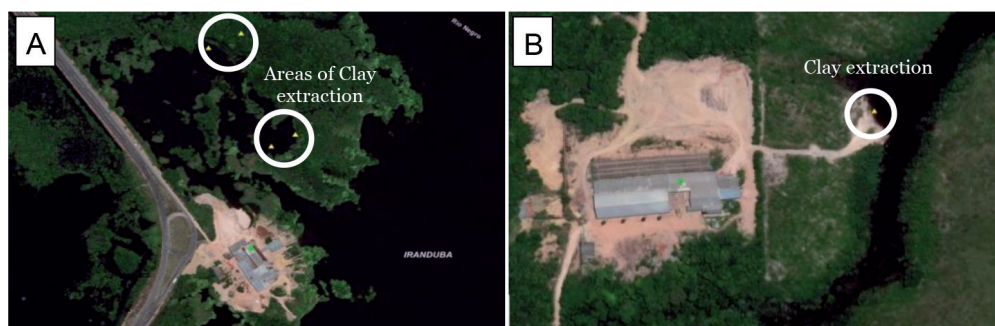 A
Rio Negro
Areas of Clay
extraction
IRANDUBA
B
Clay extraction